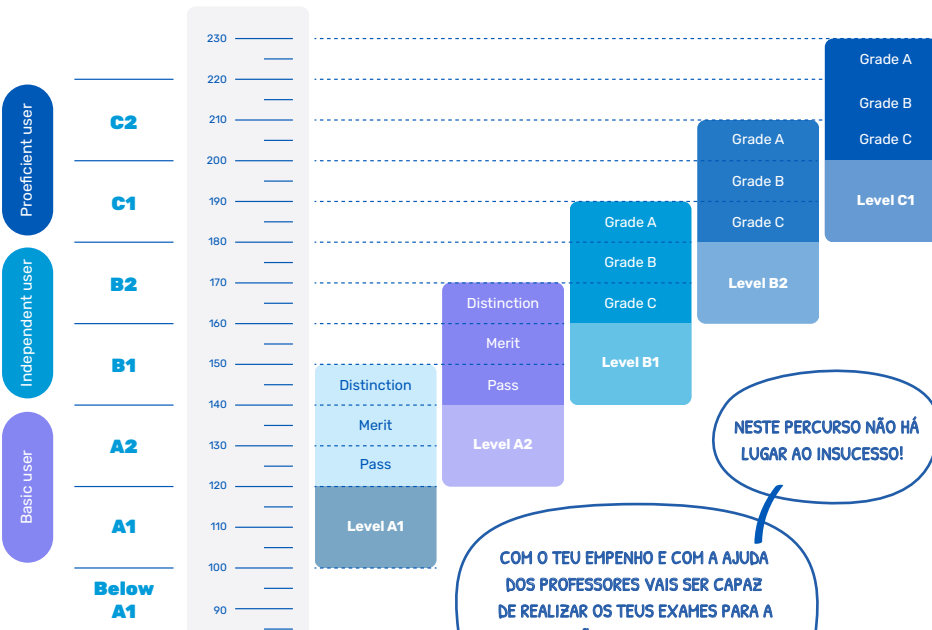 Proeficient user
Independent user
Basic user
C2
C1
B2
B1
A2
A1
Below
A1
230
220
210
200
190
180
170
160
150
140
130
120
110
100
90
Distinction
Merit
Pass
Level A1
Distinction
Merit
Pass
Level A2
Grade A
Grade B
Grade C
Level B1
Grade A
Grade B
Grade C
Level B2
Grade A
Grade B
Grade C
Level C1
NESTE PERCURSO NÃO HÁ
LUGAR AO INSUCESSO!
COM O TEU EMPENHO E COM A AJUDA
DOS PROFESSORES VAIS SER CAPAZ
DE REALIZAR OS TEUS EXAMES PARA A